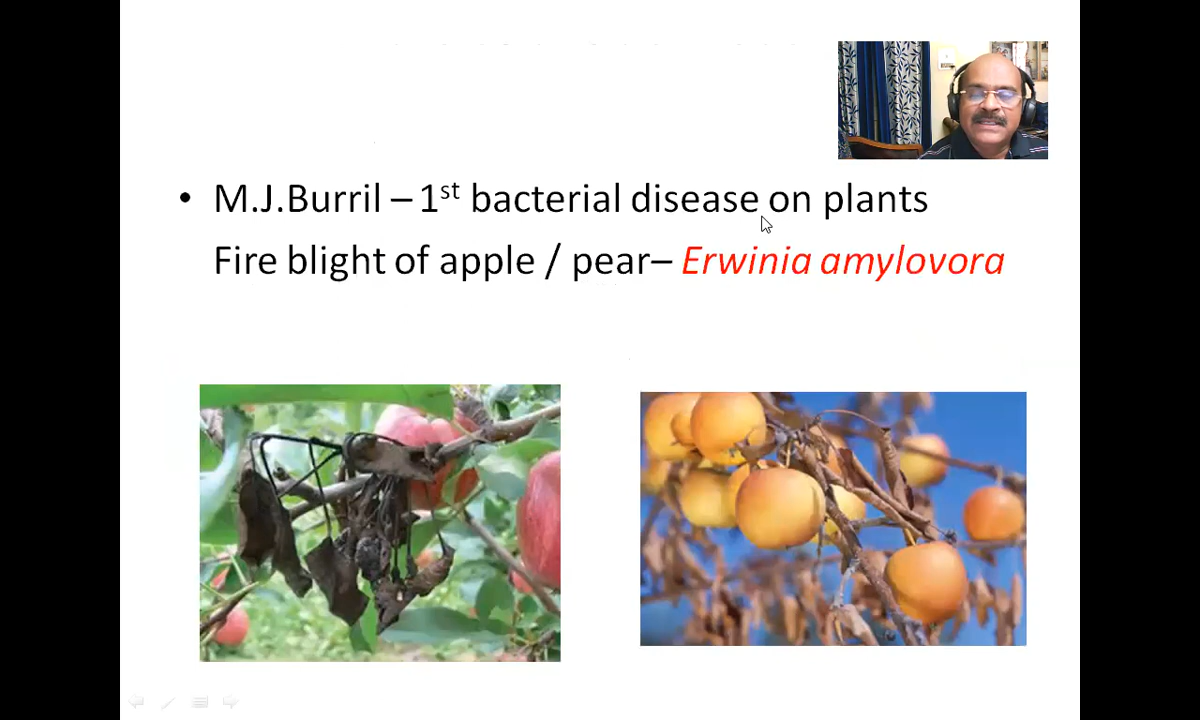 • M.J.Burril – 1st bacterial disease on plants
Fire blight of apple / pear– Erwinia amylovora